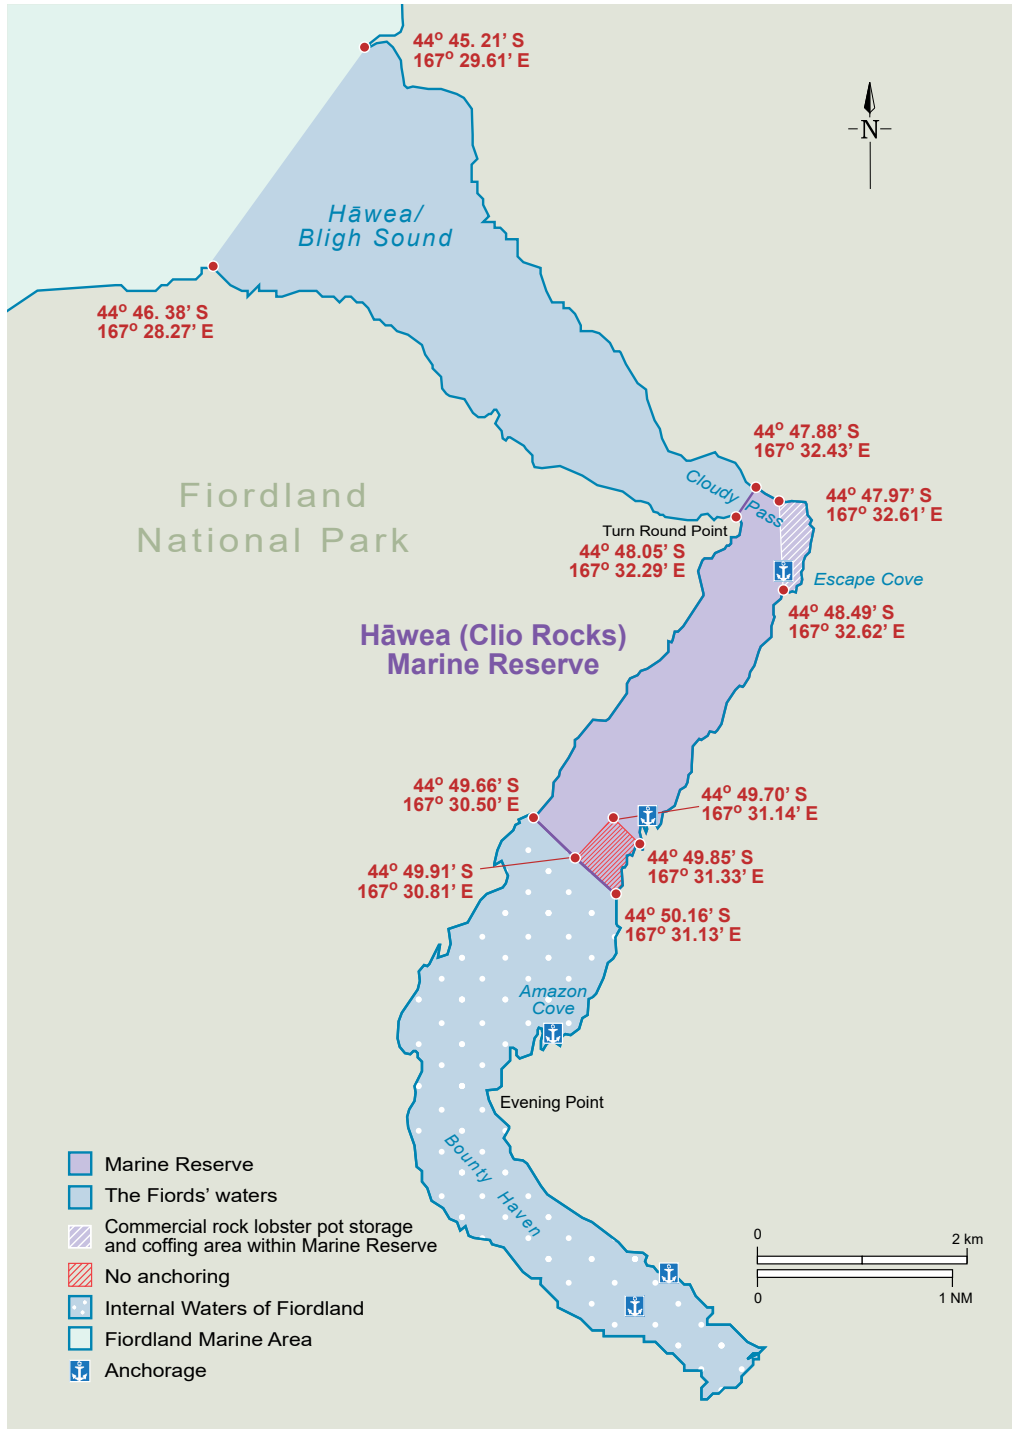 44° 45. 21’ S
167° 29.61’ E
N
Hāwea/
Bligh Sound
44° 46. 38’ S
167° 28.27’ E
44° 47.88’ S
167° 32.43’ E
Cloudy Pass
44° 47.97’ S
167° 32.61’ E
Fiordland
National Park
Turn Round Point
44° 48.05’ S
167° 32.29’ E
Escape Cove
44° 48.49’ S
167° 32.62’ E
Hāwea (Clio Rocks)
Marine Reserve
44° 49.66’ S
167° 30.50’ E
44° 49.70’ S
167° 31.14’ E
44° 49.91’ S
167° 30.81’ E
44° 49.85’ S
167° 31.33’ E
44° 50.16’ S
167° 31.13’ E
Amazon
Cove
Evening Point
Bounty Haven
Marine Reserve
The Fiords’ waters
Commercial rock lobster pot storage
and coffing area within Marine Reserve
No anchoring
Internal Waters of Fiordland
Fiordland Marine Area
Anchorage
0 2 km
0 1 NM